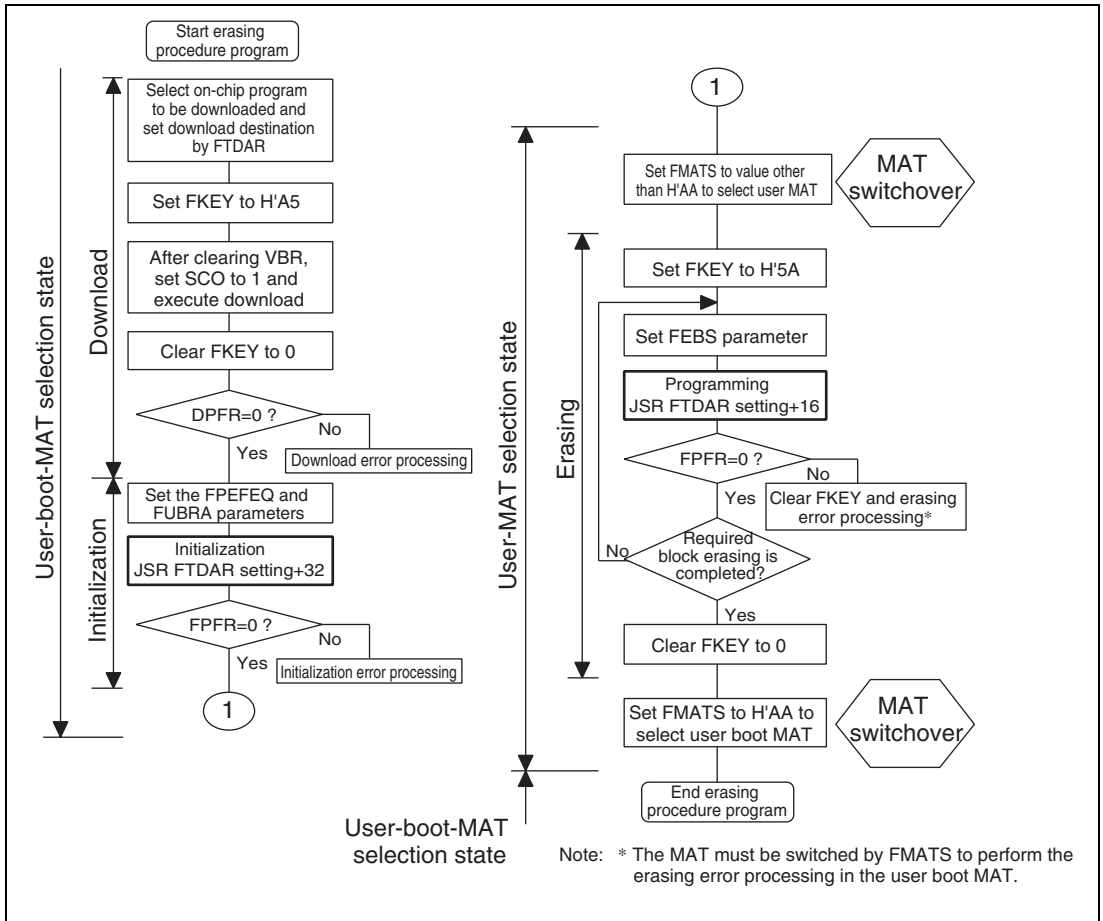 Start erasing
procedure program
User-boot-MAT selection state
Download
Select on-chip program
to be downloaded and
set download destination
by FTDAR
Set FKEY to H'A5
After clearing VBR,
set SCO to 1 and
execute download
Clear FKEY to 0
DPFR=0 ?
No
Yes
Download error processing
Initialization
Set the FPEFEQ and
FUBRA parameters
Initialization
JSR FTDAR setting+32
FPFR=0 ?
No
Yes
Initialization error processing
1
1
User-MAT selection state
Set FMATS to value other
than H'AA to select user MAT
MAT
switchover
Erasing
Set FKEY to H'5A
Set FEBS parameter
Programming
JSR FTDAR setting+16
FPFR=0 ?
No
Yes
Clear FKEY and erasing
error processing*
No
Required
block erasing is
completed?
Yes
Clear FKEY to 0
Set FMATS to H'AA to
select user boot MAT
MAT
switchover
End erasing
procedure program
User-boot-MAT
selection state
Note: * The MAT must be switched by FMATS to perform the
erasing error processing in the user boot MAT.